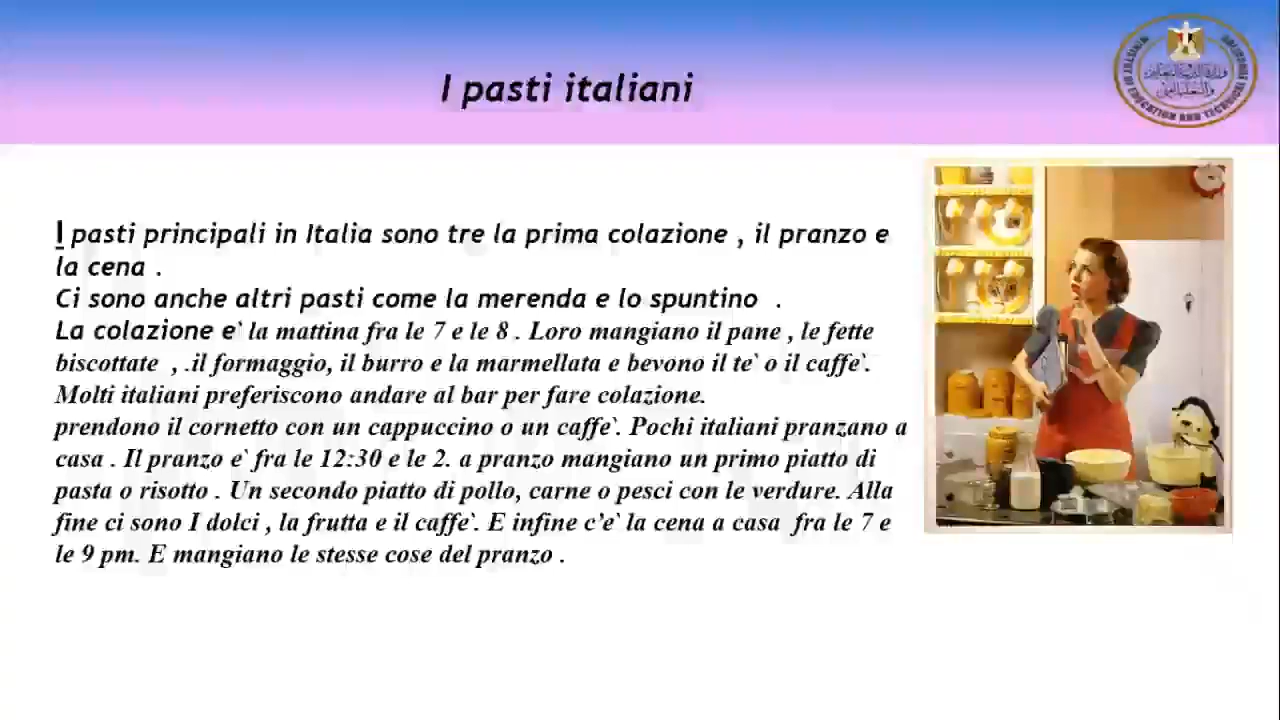 I pasti italiani
I pasti principali in Italia sono tre la prima colazione , il pranzo e
la cena .
Ci sono anche altri pasti come la merenda e lo spuntino .
La colazione e` la mattina fra le 7 e le 8 . Loro mangiano il pane , le fette
biscottate , .il formaggio, il burro e la marmellata e bevono il te` o il caffe`.
Molti italiani preferiscono andare al bar per fare colazione.
prendono il cornetto con un cappuccino o un caffe`. Pochi italiani pranzano a
casa . Il pranzo e` fra le 12:30 e le 2. a pranzo mangiano un primo piatto di
pasta o risotto . Un secondo piatto di pollo, carne o pesci con le verdure. Alla
fine ci sono I dolci , la frutta e il caffe`. E infine c’e` la cena a casa fra le 7 e
le 9 pm. E mangiano le stesse cose del pranzo .